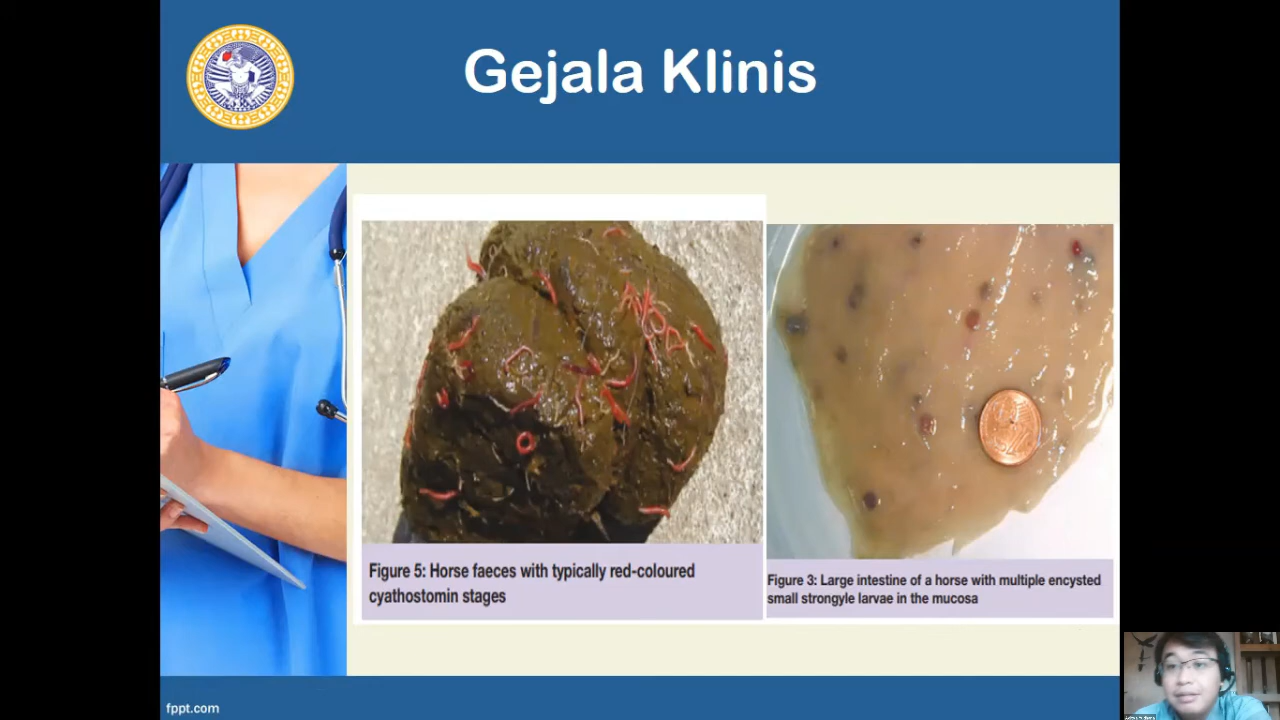 Gejala Klinis
Figure 5: Horse faeces with typically red-coloured
cyathostomin stages
Figure 3: Large intestine of a horse with multiple encysted
small strongyle larvae in the mucosa
fppt.com